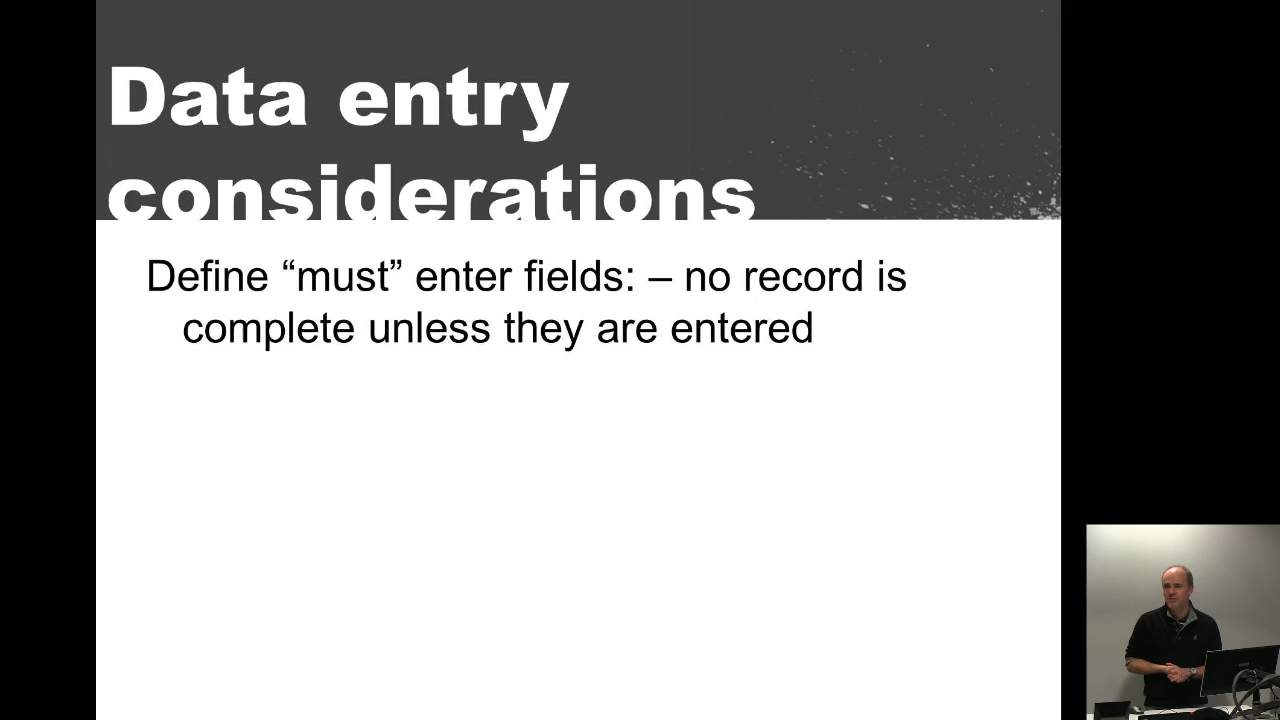 Data entry
considerations
Define “must” enter fields: – no record is
complete unless they are entered